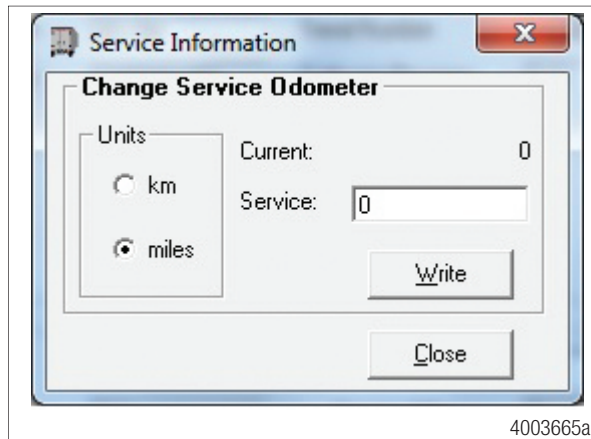 Service Information
Change Service Odometer
Units
km
miles
Current: 0
Service: 0
Write
Close
4003665a